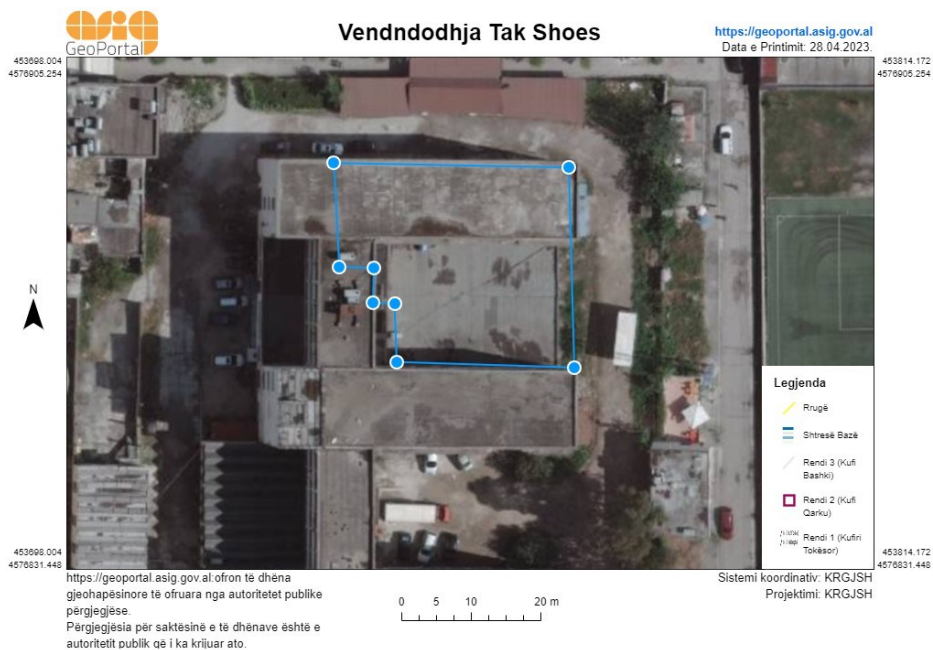 asig
GeoPortal
Vendndodhja Tak Shoes
https://geoportal.asig.gov.al
Data e Printimit: 28.04.2023.
453698.004
4576905.254
453814.172
4576905.254
N
Legjenda
Rrugë
Shtresë Bazë
Rendi 3 (Kufi
Bashki)
Rendi 2 (Kufi
Qarku)
Rendi 1 (Kufiri
Tokësor)
453698.004
4576831.448
453814.172
4576831.448
https://geoportal.asig.gov.al:ofron të dhëna
gjeohapësinore të ofruara nga autoritetet publike
përgjegjëse.
Përgjegjësia për saktësinë e të dhënave është e
autoritetit publik që i ka krijuar ato.
0 5 10 20 m
Sistemi koordinativ: KRGJSH
Projektimi: KRGJSH